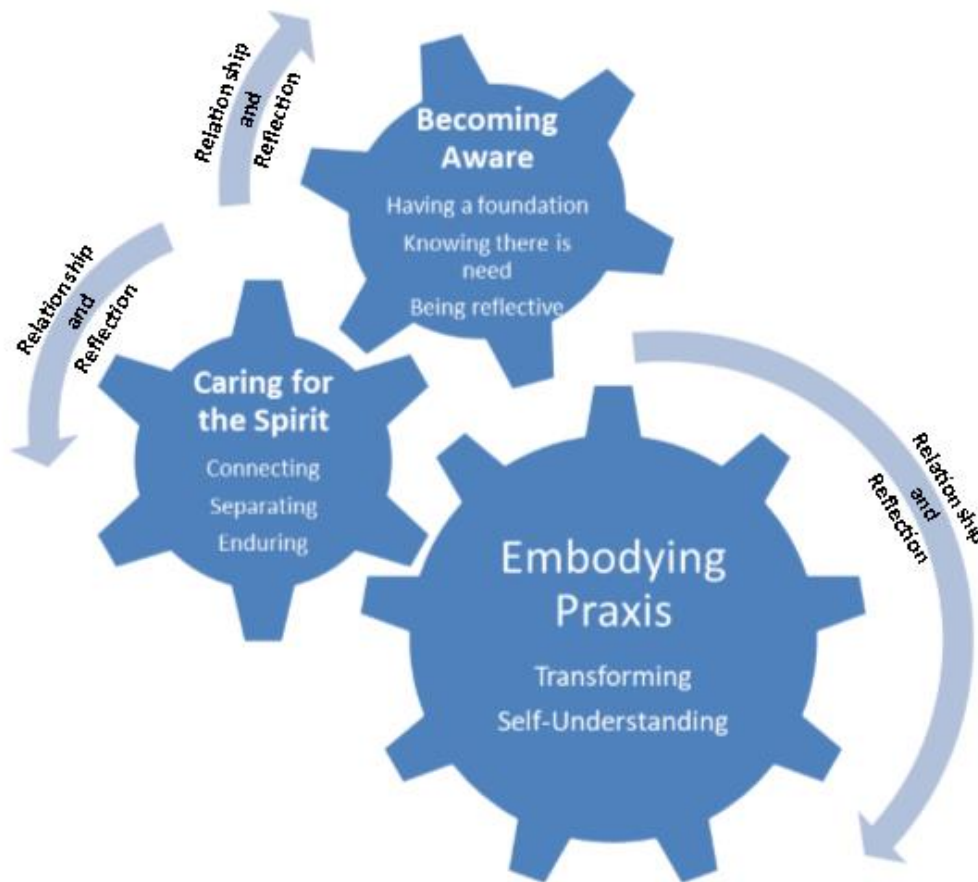 Relationship
and
Reflection
Becoming
Aware
Having a foundation
Knowing there is
need
Being reflective
Relationship
and
Reflection
Caring for
the Spirit
Connecting
Separating
Enduring
Relationship
and
Reflection
Embodying
Praxis
Transforming
Self-Understanding